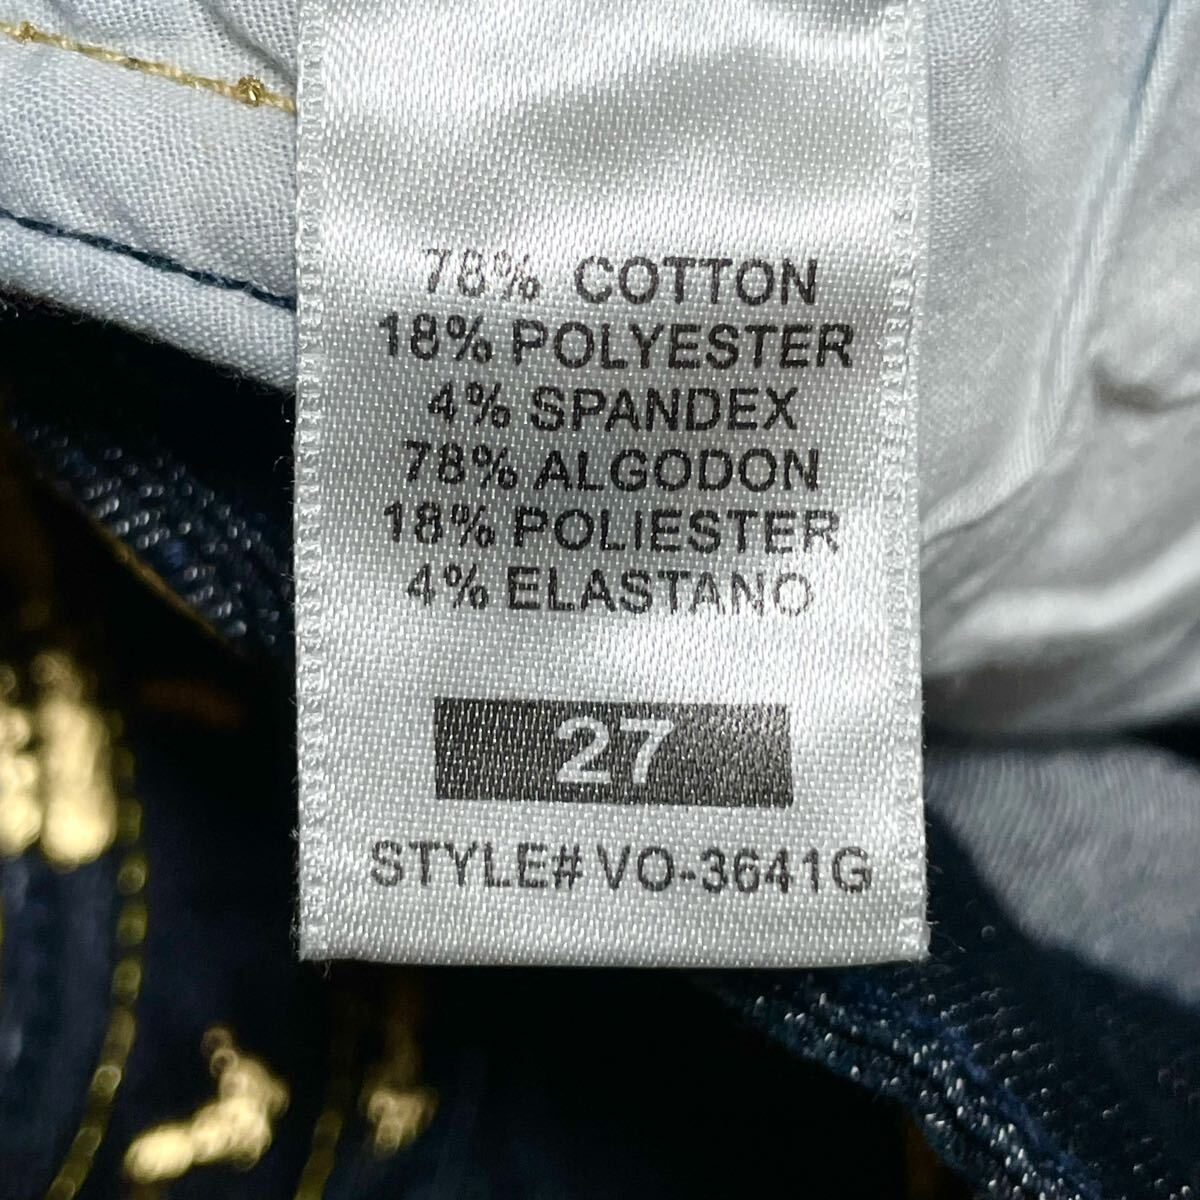 78% COTTON
18% POLYESTER
4% SPANDEX
78% ALGODON
18% POLIESTER
4% ELASTANO
27
STYLE# VO-3641G